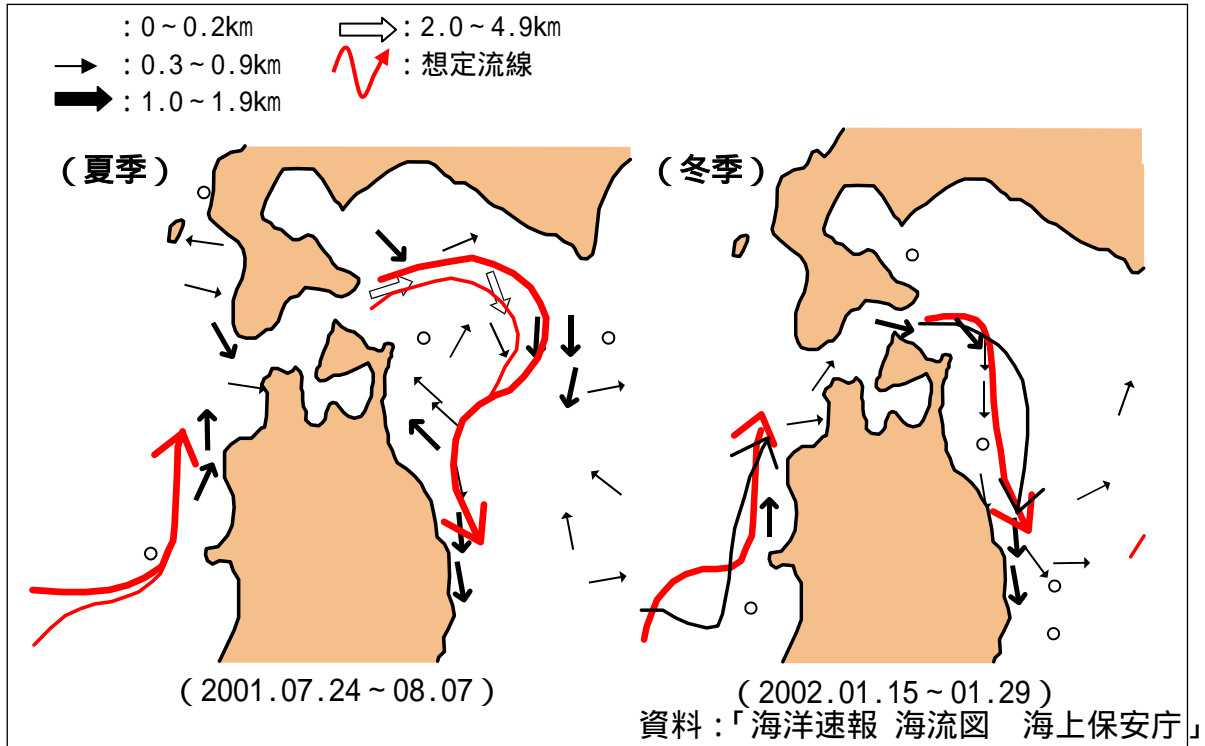 ：0～0.2km
：2.0～4.9km
：0.3～0.9km
：想定流線
：1.0～1.9km
（夏季）
（冬季）
（2001.07.24～08.07）
（2002.01.15～01.29）
資料：「海洋速報 海流図　海上保安庁」